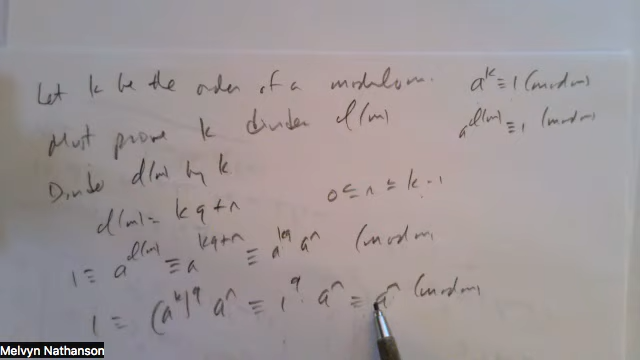 Let k be the order of a modulo m. a^k ≡ 1 (mod m)
Must prove k divides φ(m) a^φ(m) ≡ 1 (mod m)
Divide φ(m) by k
φ(m) = kq + r 0 ≤ r ≤ k-1
1 ≡ a^φ(m) ≡ a^kq+r ≡ a^kq a^r (mod m)
1 ≡ (a^k)^q a^r ≡ 1^q a^r ≡ a^r (mod m)
Melvyn Nathanson